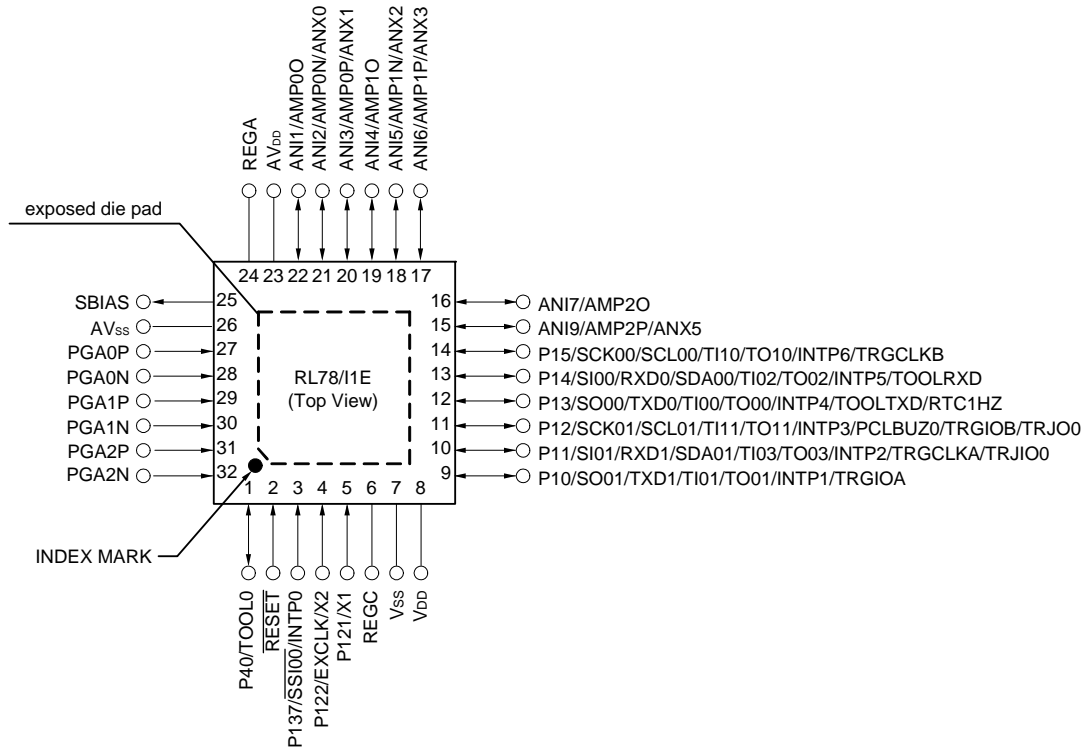 REGA
AVDD
ANI1/AMP0O
ANI2/AMP0N/ANX0
ANI3/AMP0P/ANX1
ANI4/AMP1O
ANI5/AMP1N/ANX2
ANI6/AMP1P/ANX3
exposed die pad
24 23 22 21 20 19 18 17
SBIAS 25
AVss 26
PGA0P 27
PGA0N 28
PGA1P 29
PGA1N 30
PGA2P 31
PGA2N 32
RL78/I1E
(Top View)
16 ANI7/AMP2O
15 ANI9/AMP2P/ANX5
14 P15/SCK00/SCL00/TI10/TO10/INTP6/TRGCLKB
13 P14/SI00/RXD0/SDA00/TI02/TO02/INTP5/TOOLRXD
12 P13/SO00/TXD0/TI00/TO00/INTP4/TOOLTXD/RTC1HZ
11 P12/SCK01/SCL01/TI11/TO11/INTP3/PCLBUZ0/TRGIOB/TRJO0
10 P11/SI01/RXD1/SDA01/TI03/TO03/INTP2/TRGCLKA/TRJIO0
9 P10/SO01/TXD1/TI01/TO01/INTP1/TRGIOA
1 2 3 4 5 6 7 8
INDEX MARK
P40/TOOL0
RESET
P137/SSI00/INTP0
P122/EXCLK/X2
P121/X1
REGC
Vss
VDD